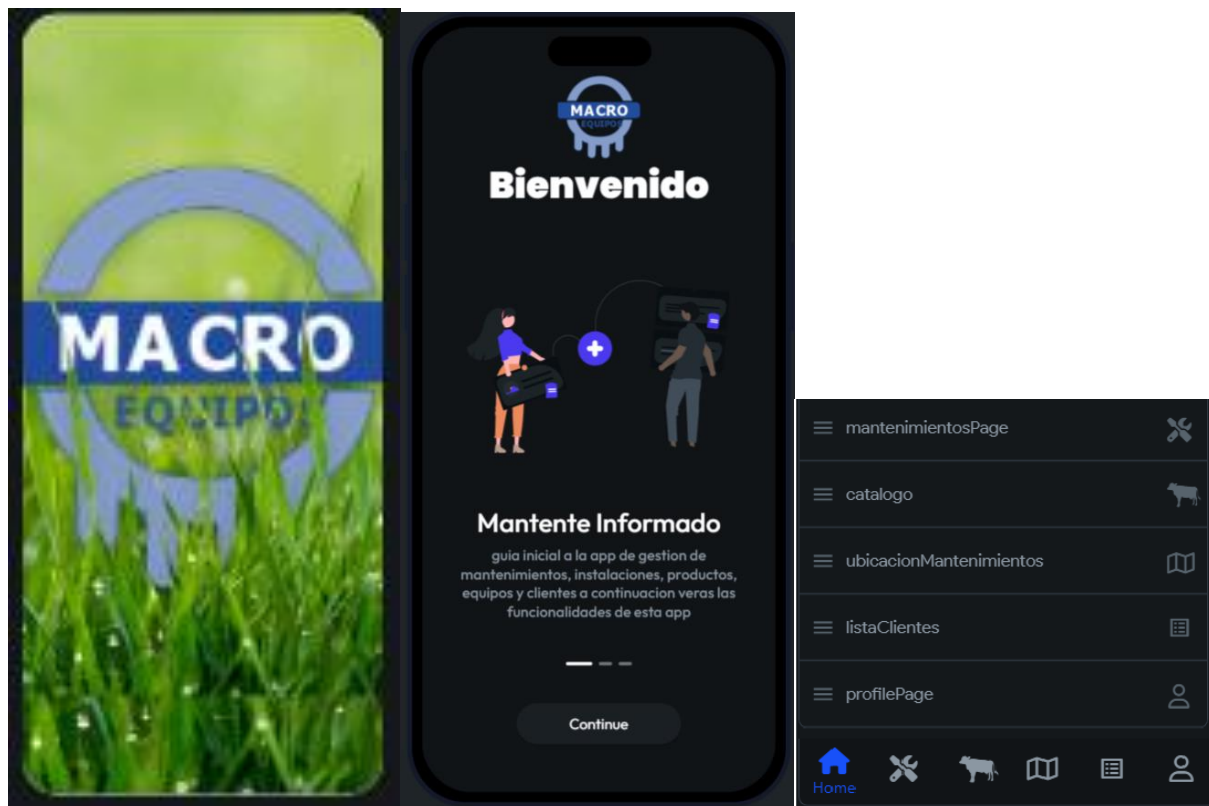 MACRO
EQUIPOS
MACRO
EQUIPOS
Bienvenido
Mantente Informado
guia inicial a la app de gestion de
mantenimientos, instalaciones, productos,
equipos y clientes a continuacion veras las
funcionalidades de esta app
Continue
mantenimientosPage
catalogo
ubicacionMantenimientos
listaClientes
profilePage
Home